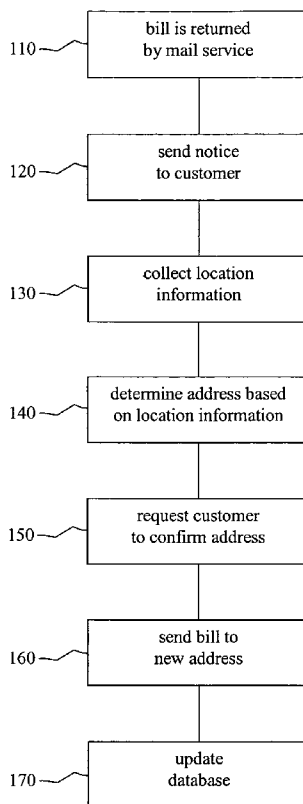 110
bill is returned
by mail service
120
send notice
to customer
130
collect location
information
140
determine address based
on location information
150
request customer
to confirm address
160
send bill to
new address
170
update
database